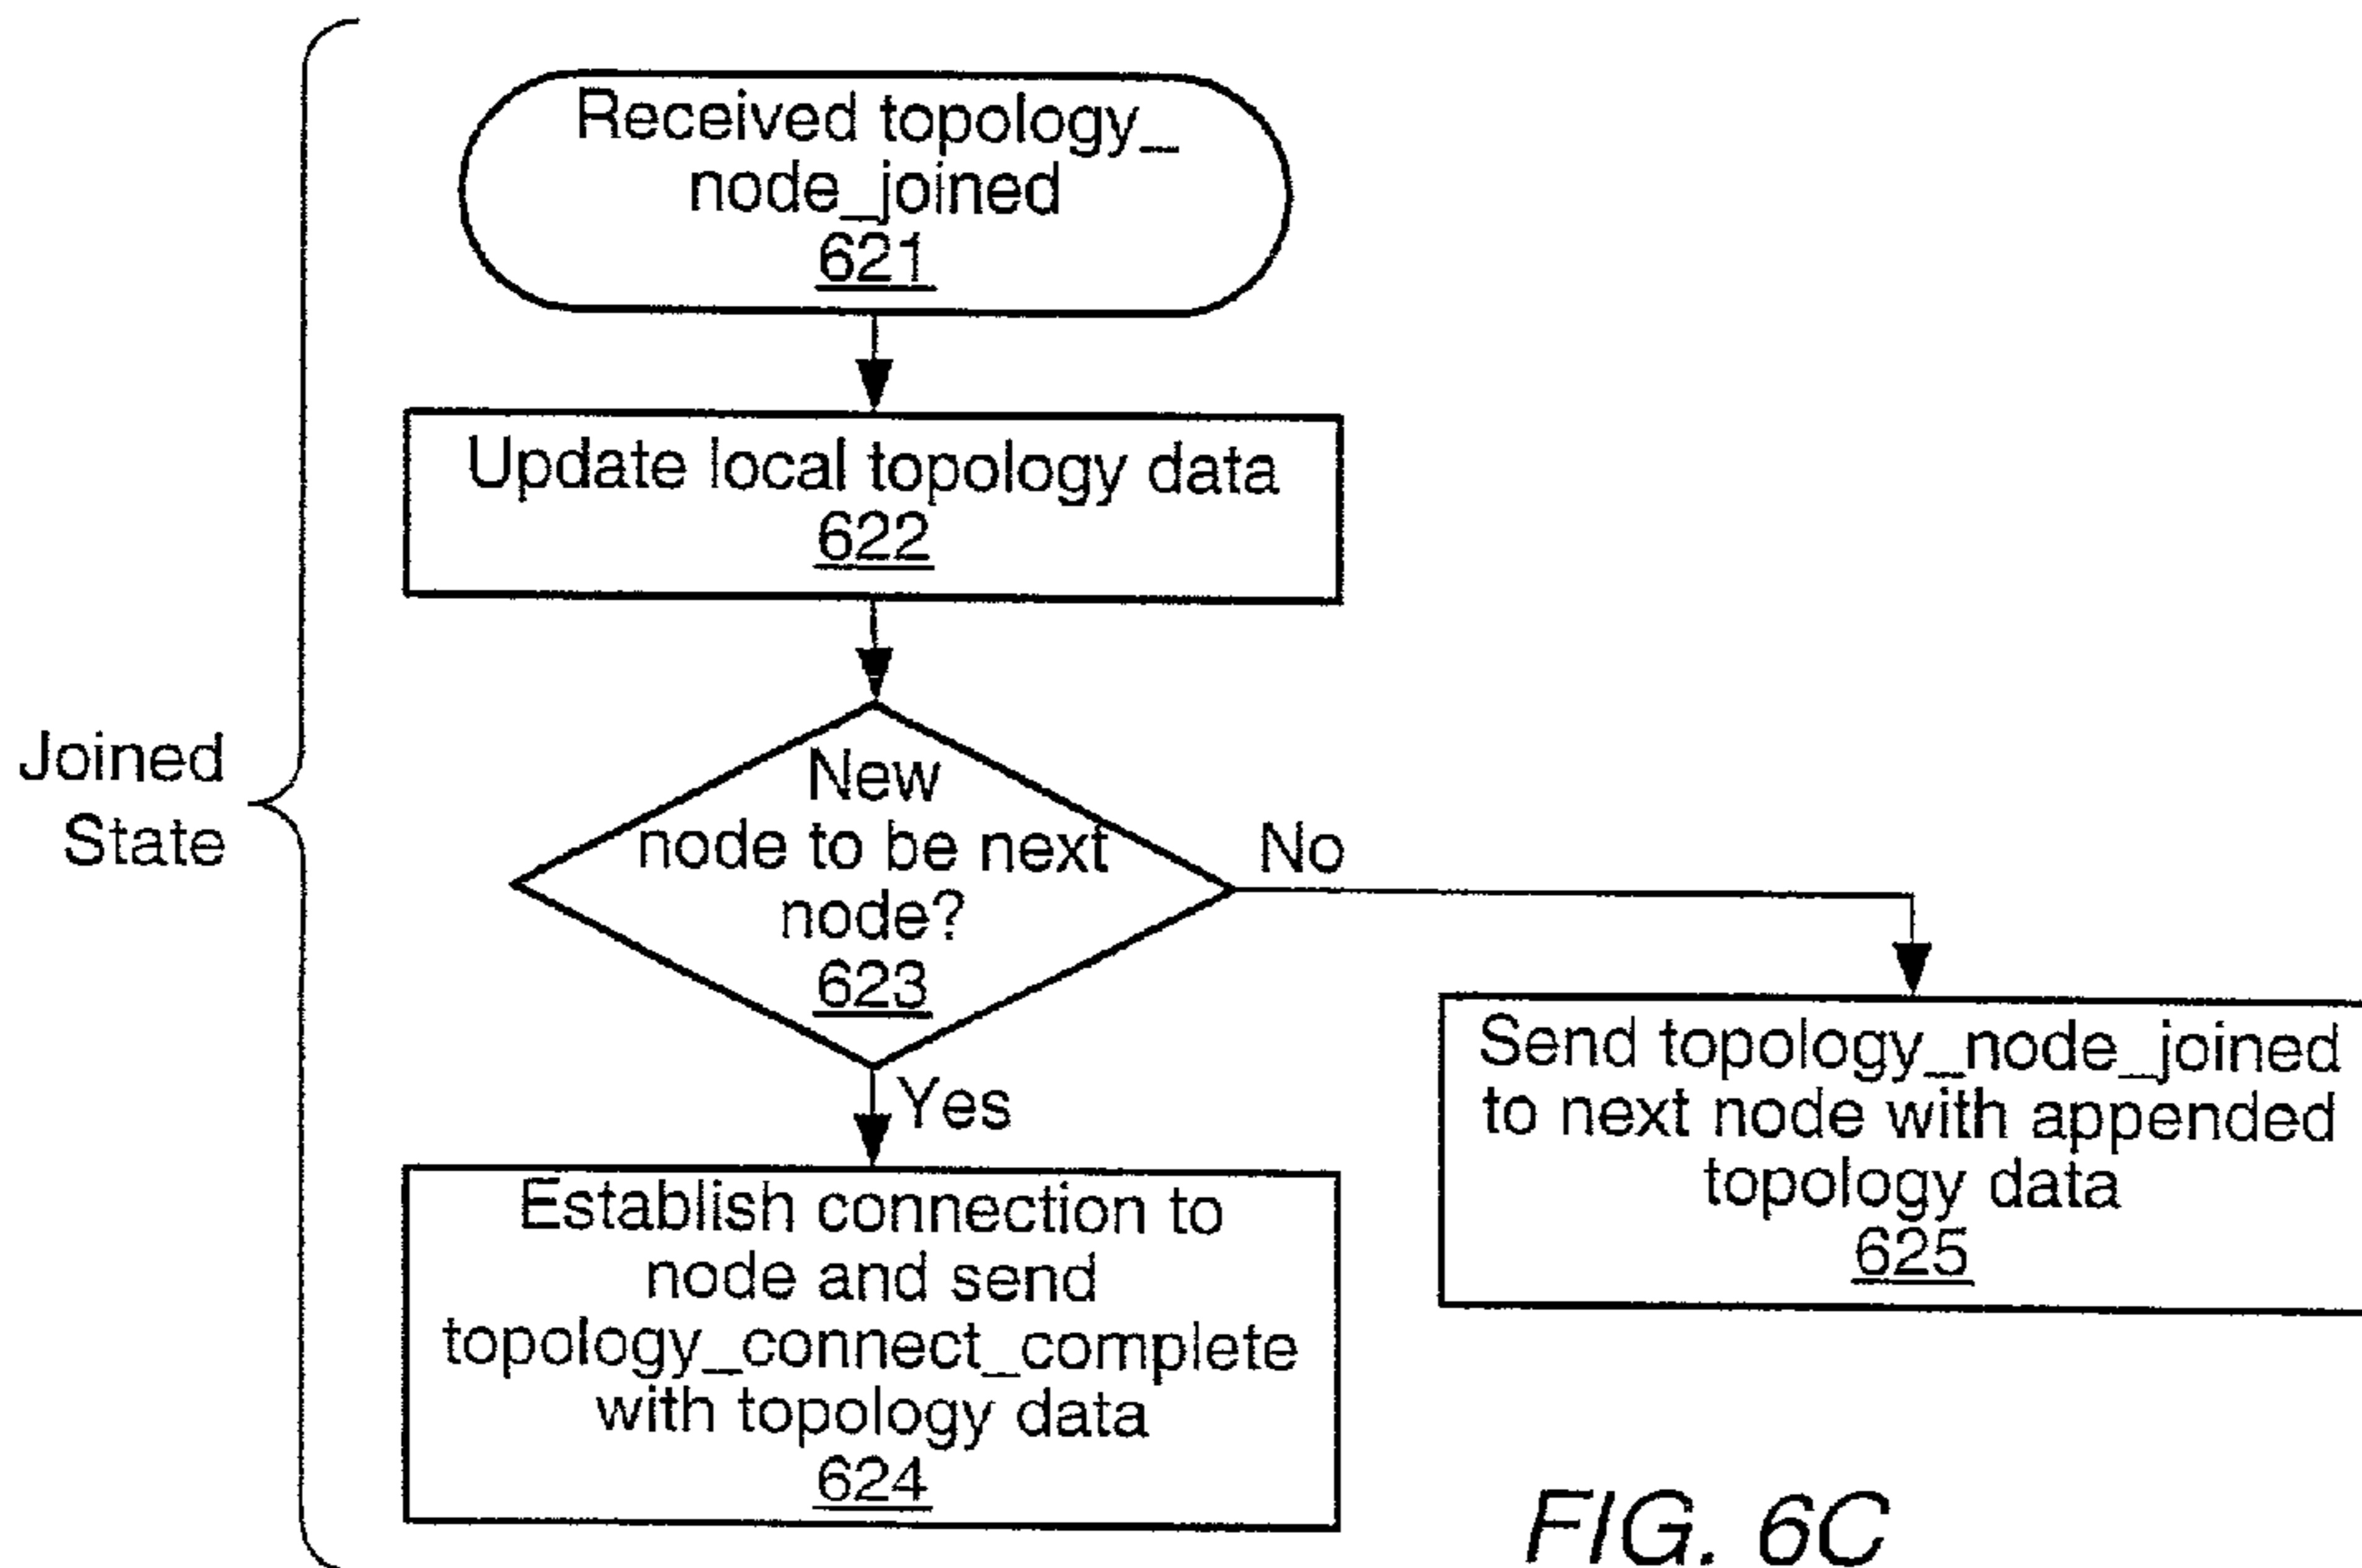 Received topology_
node_joined
621
Update local topology data
622
Joined
State
New
node to be next
node?
623
No
Yes
Send topology_node_joined
to next node with appended
topology data
625
Establish connection to
node and send
topology_connect_complete
with topology data
624
FIG. 6C